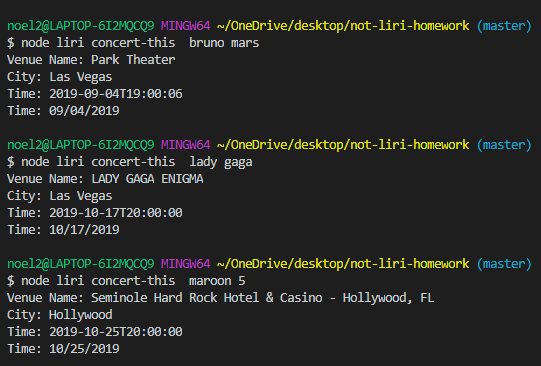 noel2@LAPTOP-6I2MQCQ9 MINGW64 ~/OneDrive/desktop/not-liri-homework (master)
$ node liri concert-this  bruno mars
Venue Name: Park Theater
City: Las Vegas
Time: 2019-09-04T19:00:06
Time: 09/04/2019
noel2@LAPTOP-6I2MQCQ9 MINGW64 ~/OneDrive/desktop/not-liri-homework (master)
$ node liri concert-this  lady gaga
Venue Name: LADY GAGA ENIGMA
City: Las Vegas
Time: 2019-10-17T20:00:00
Time: 10/17/2019
noel2@LAPTOP-6I2MQCQ9 MINGW64 ~/OneDrive/desktop/not-liri-homework (master)
$ node liri concert-this  maroon 5
Venue Name: Seminole Hard Rock Hotel & Casino - Hollywood, FL
City: Hollywood
Time: 2019-10-25T20:00:00
Time: 10/25/2019